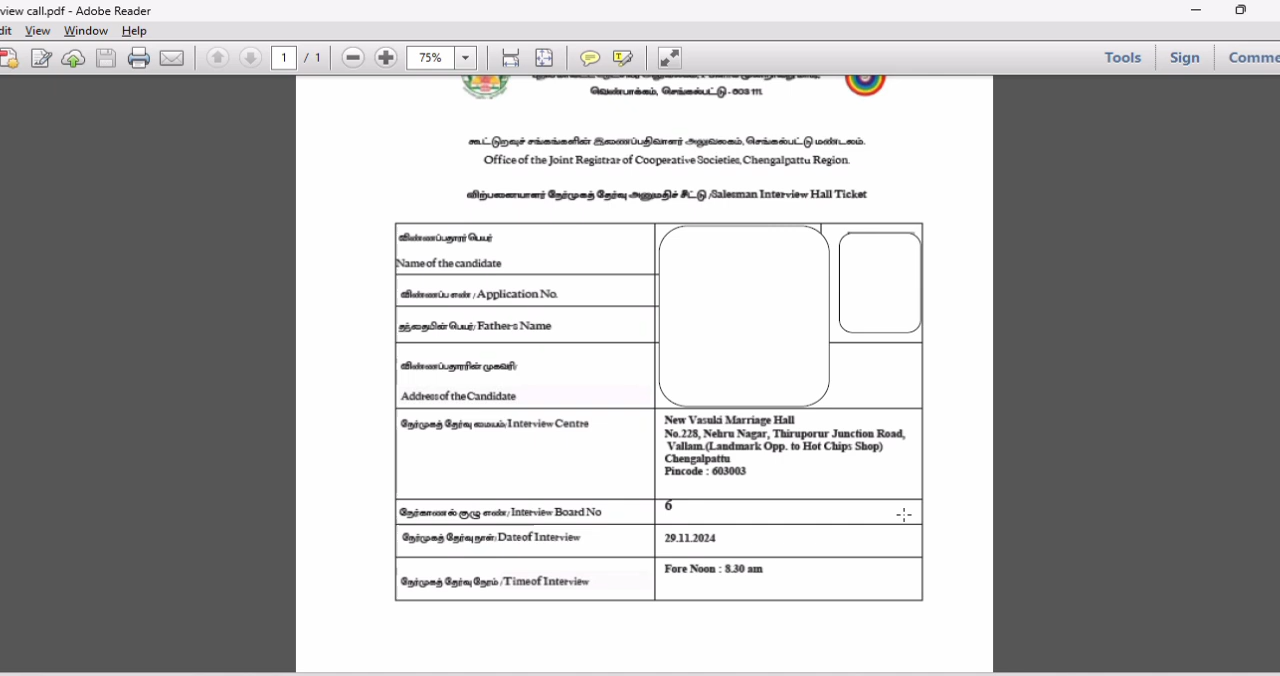 view call.pdf - Adobe Reader
dit View Window Help
1 / 1 75% Tools Sign Comme
வெண்பாக்கம், செங்கல்பட்டு - 603 111.
கூட்டுறவுச் சங்கங்களின் இணைப்பதிவாளர் அலுவலகம், செங்கல்பட்டு மண்டலம்.
Office of the Joint Registrar of Cooperative Societies, Chengalpattu Region.
விற்பனையாளர் நேர்முகத் தேர்வு அனுமதிச் சீட்டு /Salesman Interview Hall Ticket
விண்ணப்பதாரர் பெயர்
Name of the candidate
விண்ணப்ப எண் / Application No.
தந்தையின் பெயர்/ Father's Name
விண்ணப்பதாரரின் முகவரி/
Address of the Candidate
நேர்முகத் தேர்வு மையம்/ Interview Centre
New Vasuki Marriage Hall
No.228, Nehru Nagar, Thiruporur Junction Road,
Vallam.(Landmark Opp. to Hot Chips Shop)
Chengalpattu
Pincode : 603003
நேர்காணல் குழு எண்/ Interview Board No
6
நேர்முகத் தேர்வு நாள்/ Date of Interview
29.11.2024
நேர்முகத் தேர்வு நேரம் / Time of Interview
Fore Noon : 8.30 am